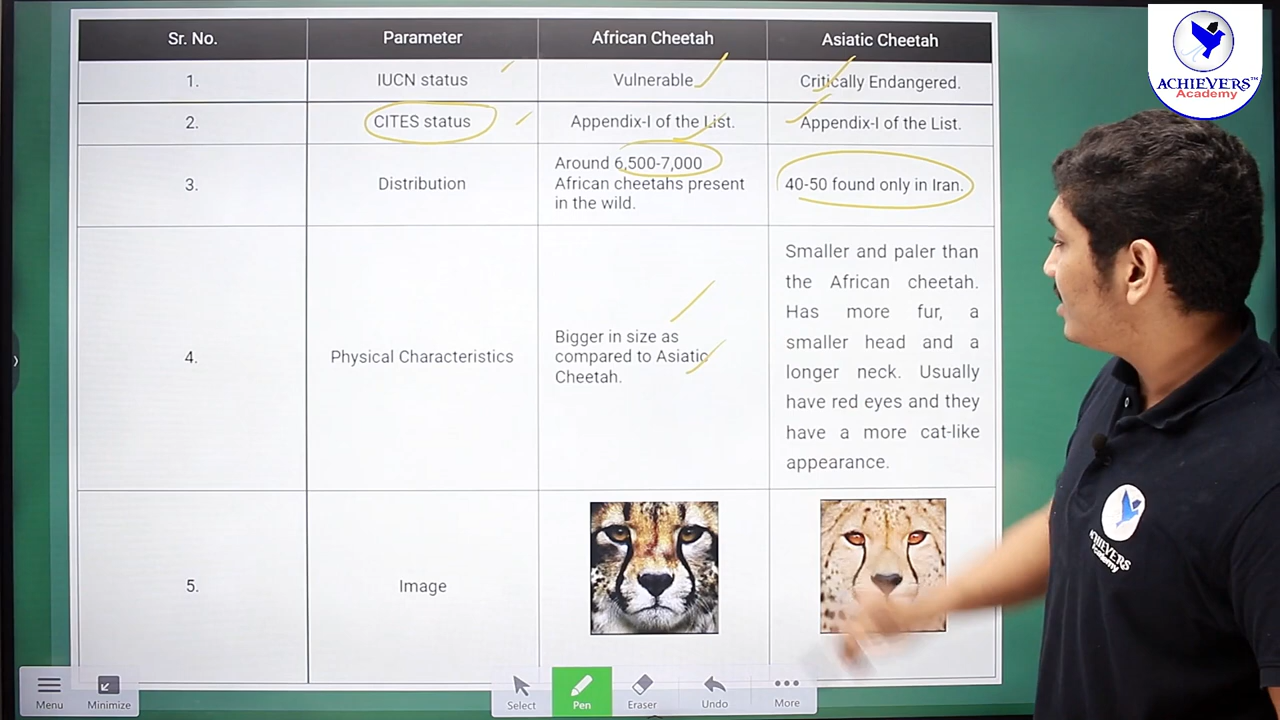 Sr. No. Parameter African Cheetah Asiatic Cheetah
1. IUCN status Vulnerable Critically Endangered.
2. CITES status Appendix-I of the List. Appendix-I of the List.
3. Distribution
Around 6,500-7,000
African cheetahs present
in the wild.
40-50 found only in Iran.
4. Physical Characteristics
Bigger in size as
compared to Asiatic
Cheetah.
Smaller and paler than
the African cheetah.
Has more fur, a
smaller head and a
longer neck. Usually
have red eyes and they
have a more cat-like
appearance.
5. Image
Menu Minimize Select Pen Eraser Undo More
ACHIEVERS™
Academy
ACHIEVERS
Academy